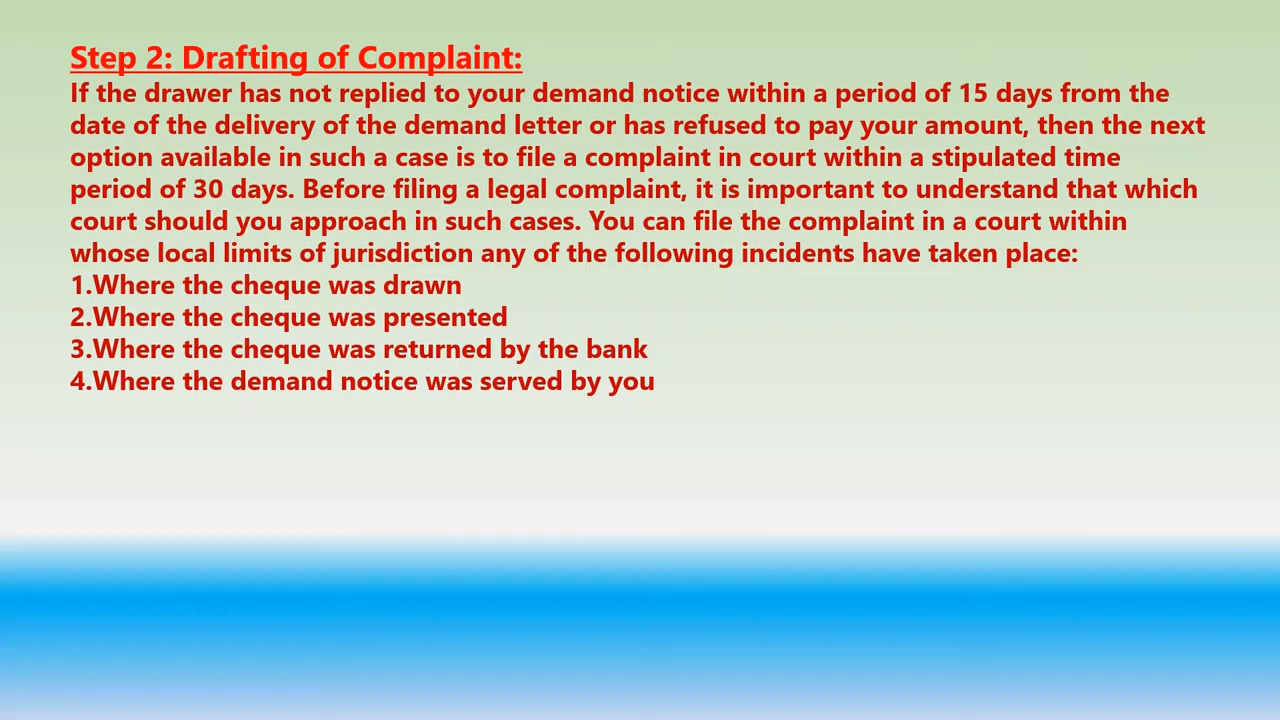 Step 2: Drafting of Complaint:
If the drawer has not replied to your demand notice within a period of 15 days from the
date of the delivery of the demand letter or has refused to pay your amount, then the next
option available in such a case is to file a complaint in court within a stipulated time
period of 30 days. Before filing a legal complaint, it is important to understand that which
court should you approach in such cases. You can file the complaint in a court within
whose local limits of jurisdiction any of the following incidents have taken place:
1.Where the cheque was drawn
2.Where the cheque was presented
3.Where the cheque was returned by the bank
4.Where the demand notice was served by you